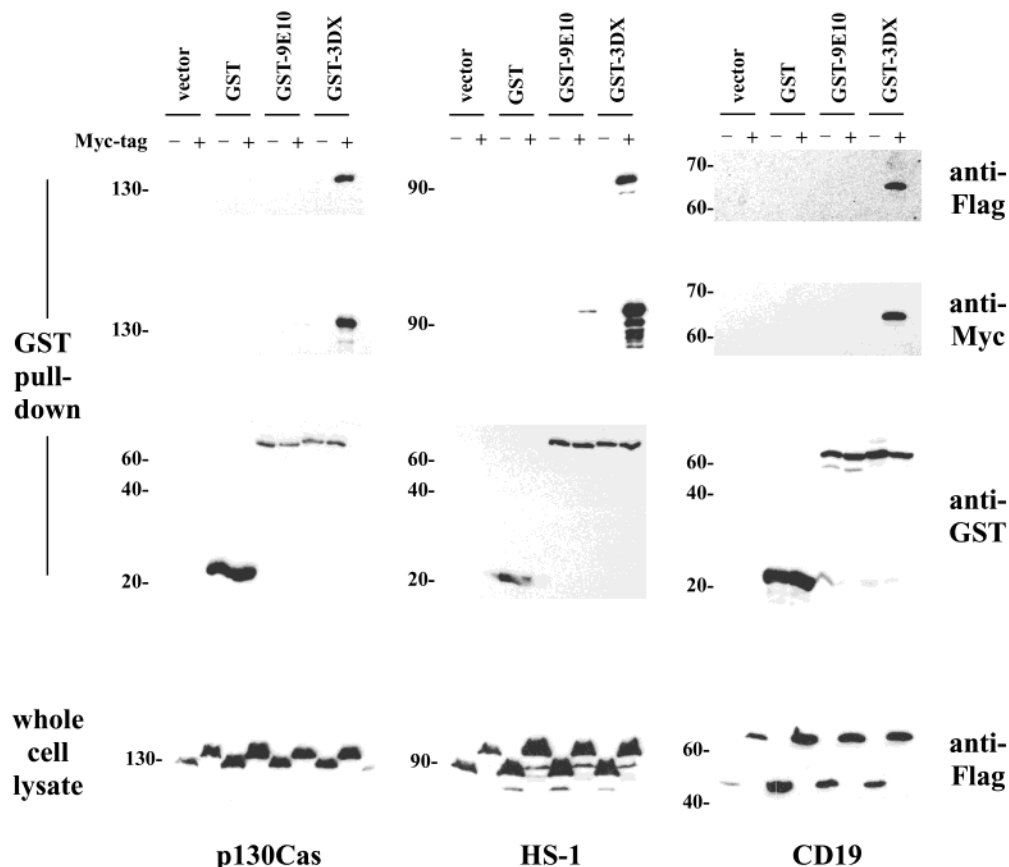 vector GST GST-9E10 GST-3DX vector GST GST-9E10 GST-3DX vector GST GST-9E10 GST-3DX
Myc-tag − + − + − + − + − + − + − + − + − + − + − + − +
130- 90- 70- anti-
60- Flag
130- 90- 70- anti-
60- Myc
GST
pull-
down
60- 60- 60- anti-
40- 40- 40- GST
20- 20- 20-
whole
cell
lysate
130- 90- 60- anti-
40- Flag
p130Cas HS-1 CD19